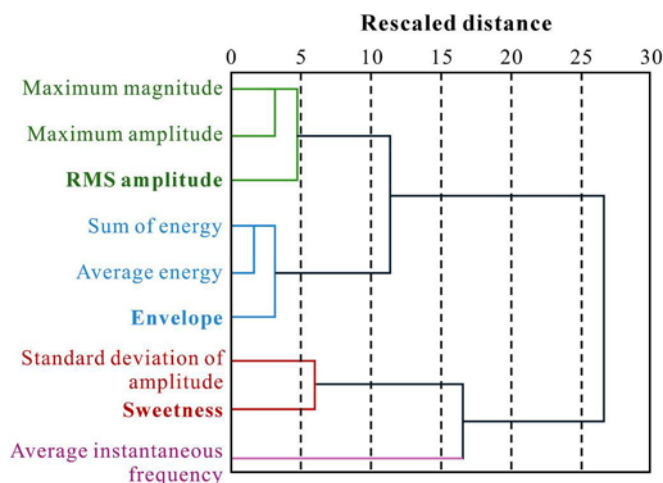 Rescaled distance
0 5 10 15 20 25 30
Maximum magnitude
Maximum amplitude
RMS amplitude
Sum of energy
Average energy
Envelope
Standard deviation of
amplitude
Sweetness
Average instantaneous
frequency